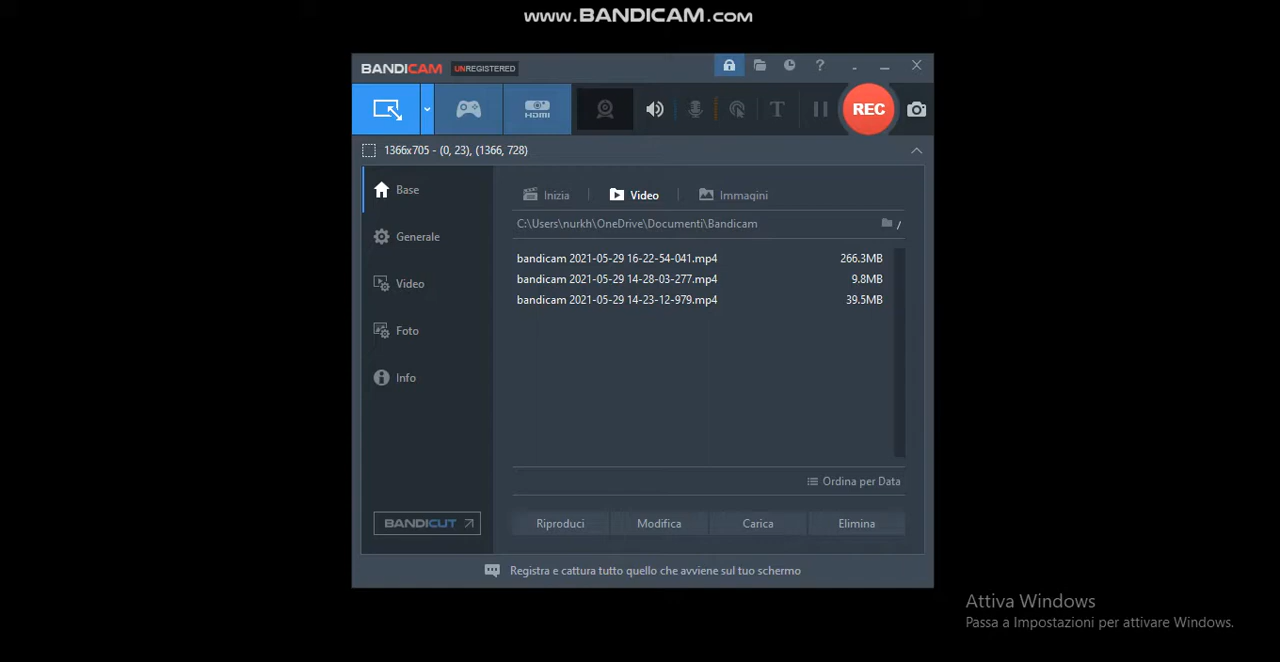 www.BANDICAM.COM
BANDICAM UNREGISTERED
HDMI
T
REC
1366x705 - (0, 23), (1366, 728)
Base
Generale
Video
Foto
Info
BANDICUT
Inizia
Video
Immagini
C:\Users\nurkh\OneDrive\Documenti\Bandicam
bandicam 2021-05-29 16-22-54-041.mp4 266.3MB
bandicam 2021-05-29 14-28-03-277.mp4 9.8MB
bandicam 2021-05-29 14-23-12-979.mp4 39.5MB
Ordina per Data
Riproduci Modifica Carica Elimina
Registra e cattura tutto quello che avviene sul tuo schermo
Attiva Windows
Passa a Impostazioni per attivare Windows.